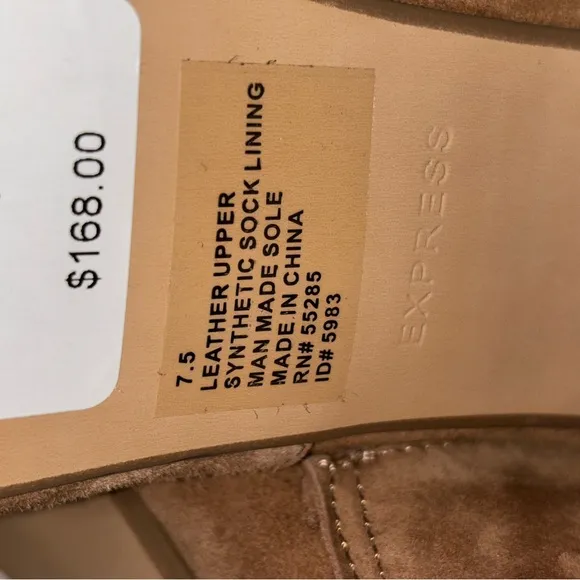 $168.00
7.5
LEATHER UPPER
SYNTHETIC SOCK LINING
MAN MADE SOLE
MADE.IN CHINA
RN# 55285
ID# 5983
EXPRESS